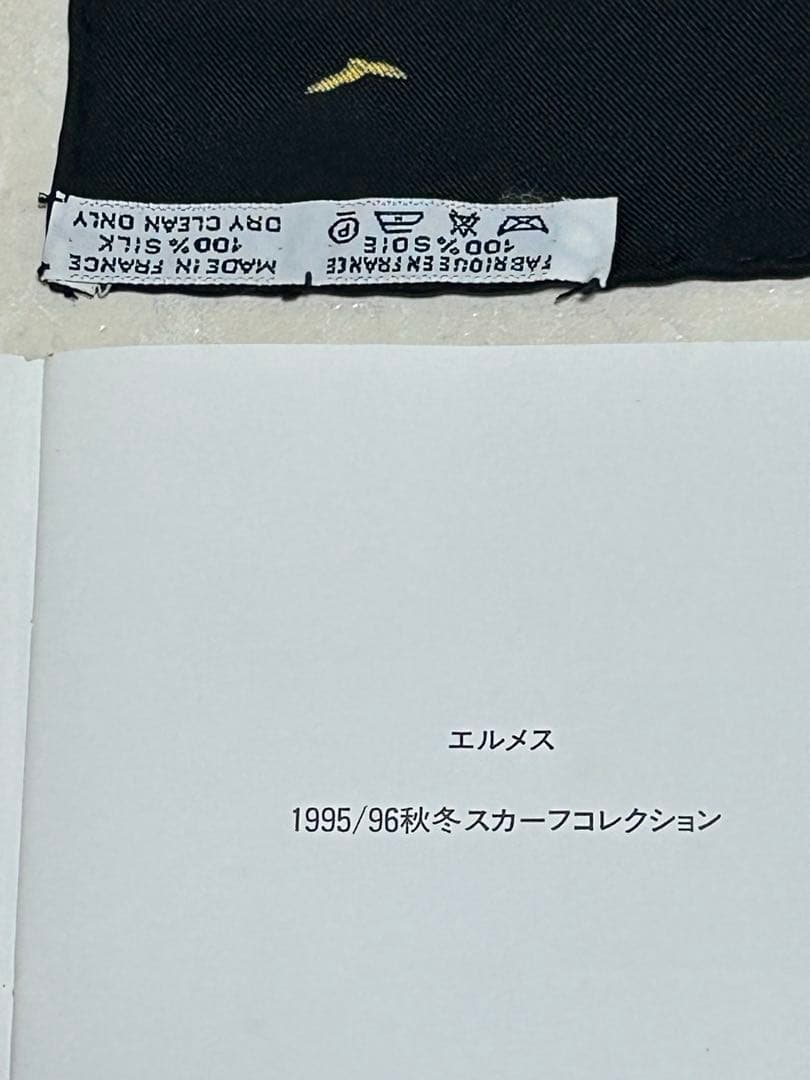 MADE IN FRANCE
100% SILK
DRY CLEAN ONLY
FABRIQUE EN FRANCE
100% SOIE
P
エルメス
1995/96秋冬スカーフコレクション